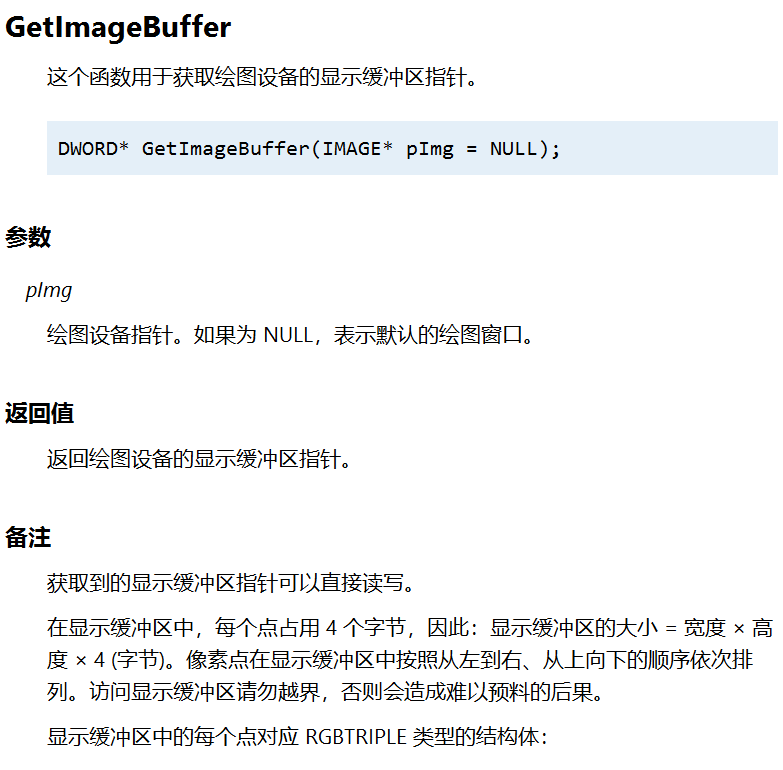 GetImageBuffer
这个函数用于获取绘图设备的显示缓冲区指针。
DWORD* GetImageBuffer(IMAGE* pImg = NULL);
参数
pImg
绘图设备指针。如果为 NULL，表示默认的绘图窗口。
返回值
返回绘图设备的显示缓冲区指针。
备注
获取到的显示缓冲区指针可以直接读写。
在显示缓冲区中，每个点占用 4 个字节，因此：显示缓冲区的大小 = 宽度 × 高
度 × 4 (字节)。像素点在显示缓冲区中按照从左到右、从上向下的顺序依次排
列。访问显示缓冲区请勿越界，否则会造成难以预料的后果。
显示缓冲区中的每个点对应 RGBTRIPLE 类型的结构体：